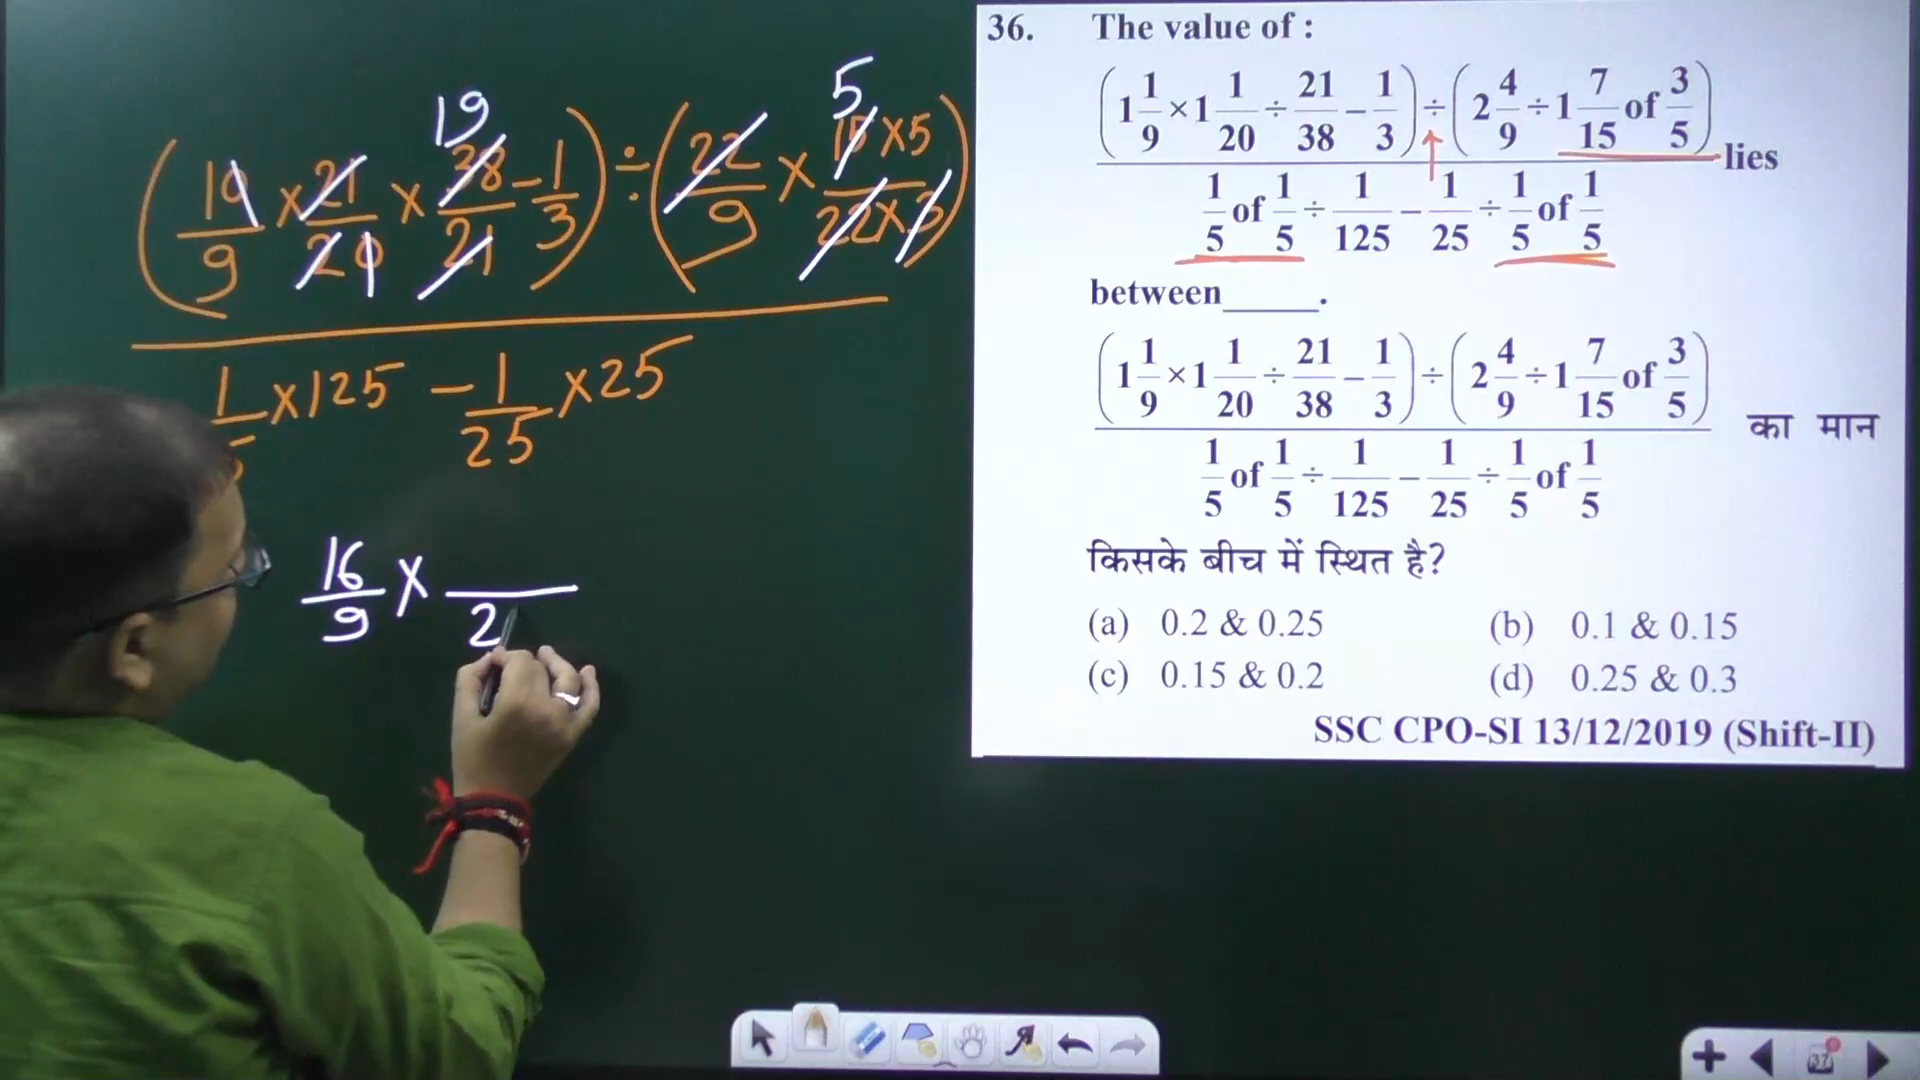 36. The value of :
(1 1/9 × 1 1/20 ÷ 21/38 − 1/3) ÷ (2 4/9 ÷ 1 7/15 of 3/5) lies
1/5 of 1/5 ÷ 1/125 − 1/25 ÷ 1/5 of 1/5
between_____.
(1 1/9 × 1 1/20 ÷ 21/38 − 1/3) ÷ (2 4/9 ÷ 1 7/15 of 3/5) का मान
1/5 of 1/5 ÷ 1/125 − 1/25 ÷ 1/5 of 1/5
किसके बीच में स्थित है?
(a) 0.2 & 0.25 (b) 0.1 & 0.15
(c) 0.15 & 0.2 (d) 0.25 & 0.3
SSC CPO-SI 13/12/2019 (Shift-II)
19 5
(10/9 × 21/20 × 38/21 − 1/3) ÷ (22/9 × 15×5/22×3)
× 125 − 1/25 × 25
16/9 ×
2
37